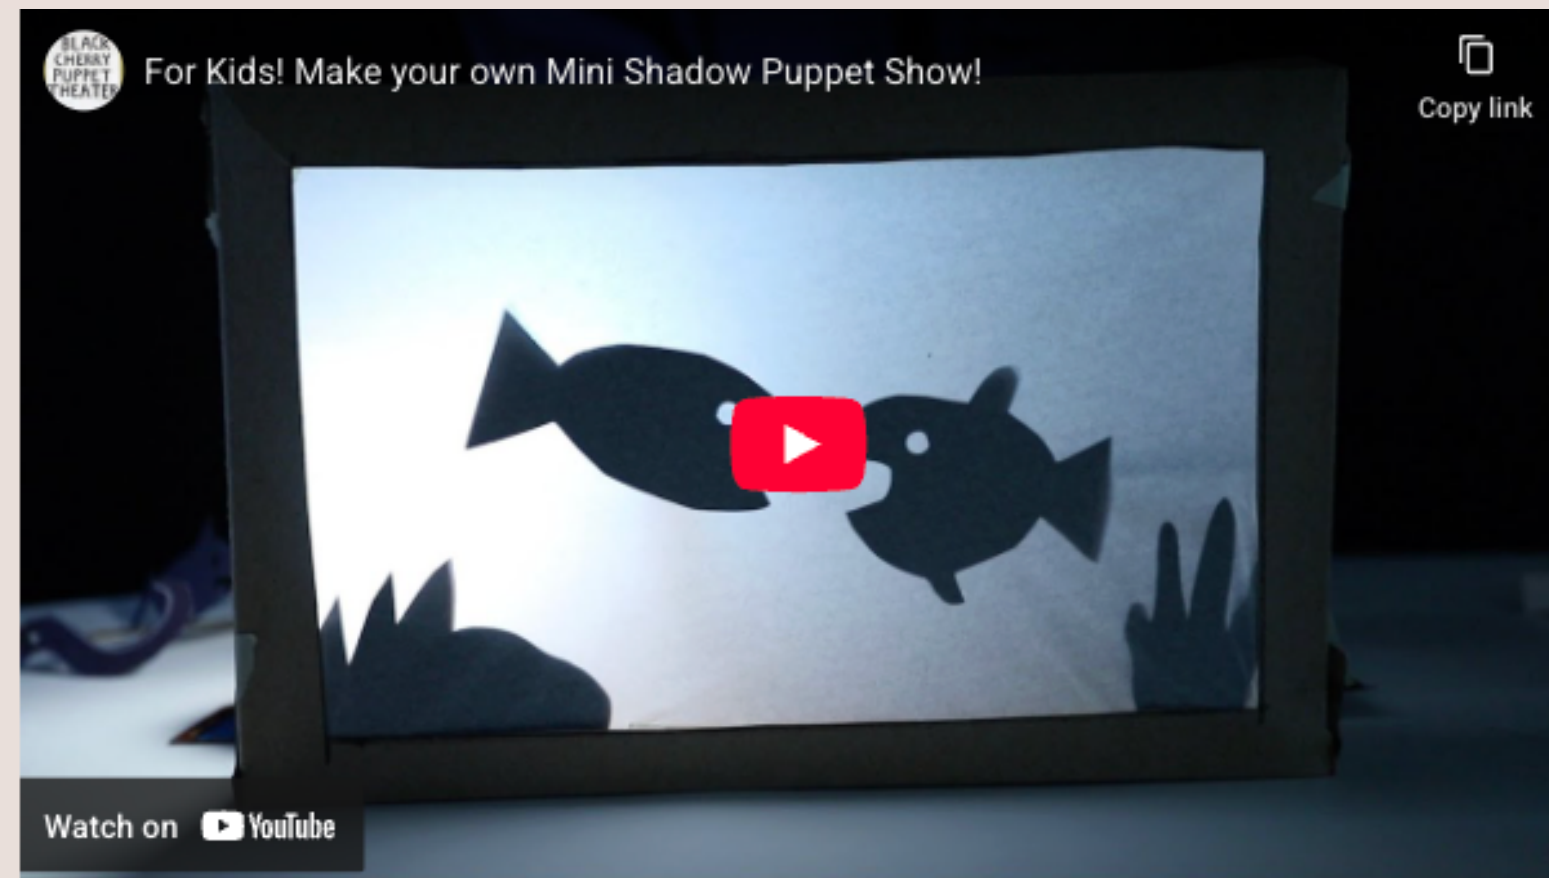 BLACK
CHERRY
PUPPET
THEATER
For Kids! Make your own Mini Shadow Puppet Show!
Copy link
Watch on YouTube